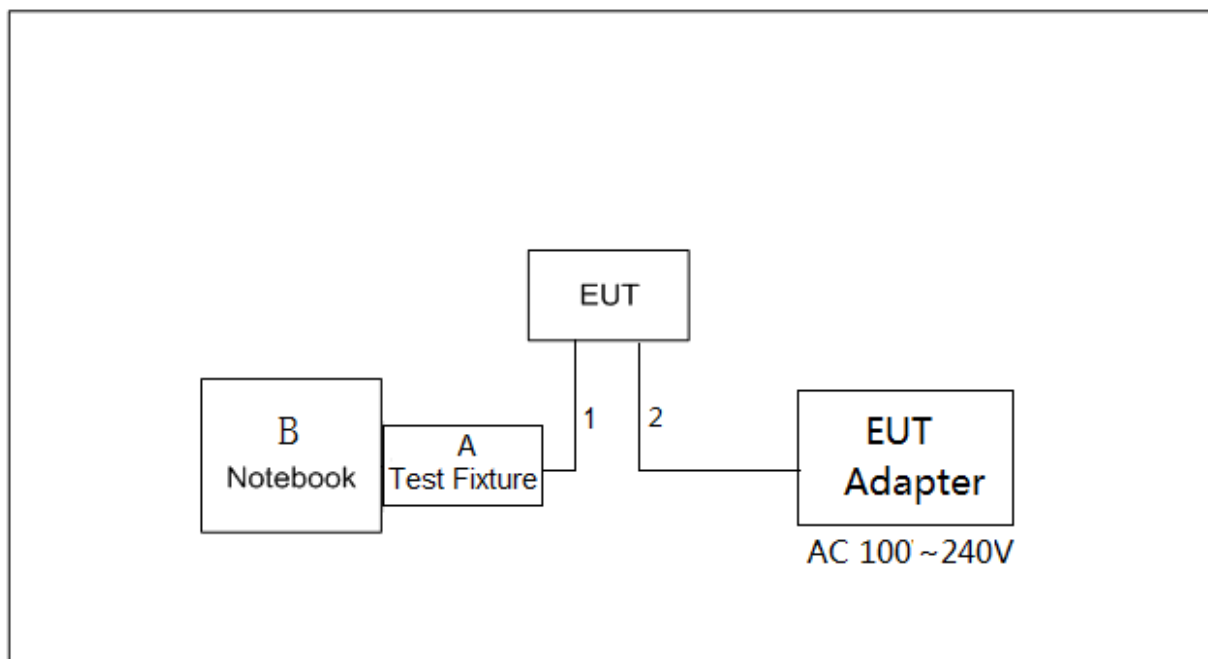 EUT
1
2
B
Notebook
A
Test Fixture
EUT
Adapter
AC 100~240V